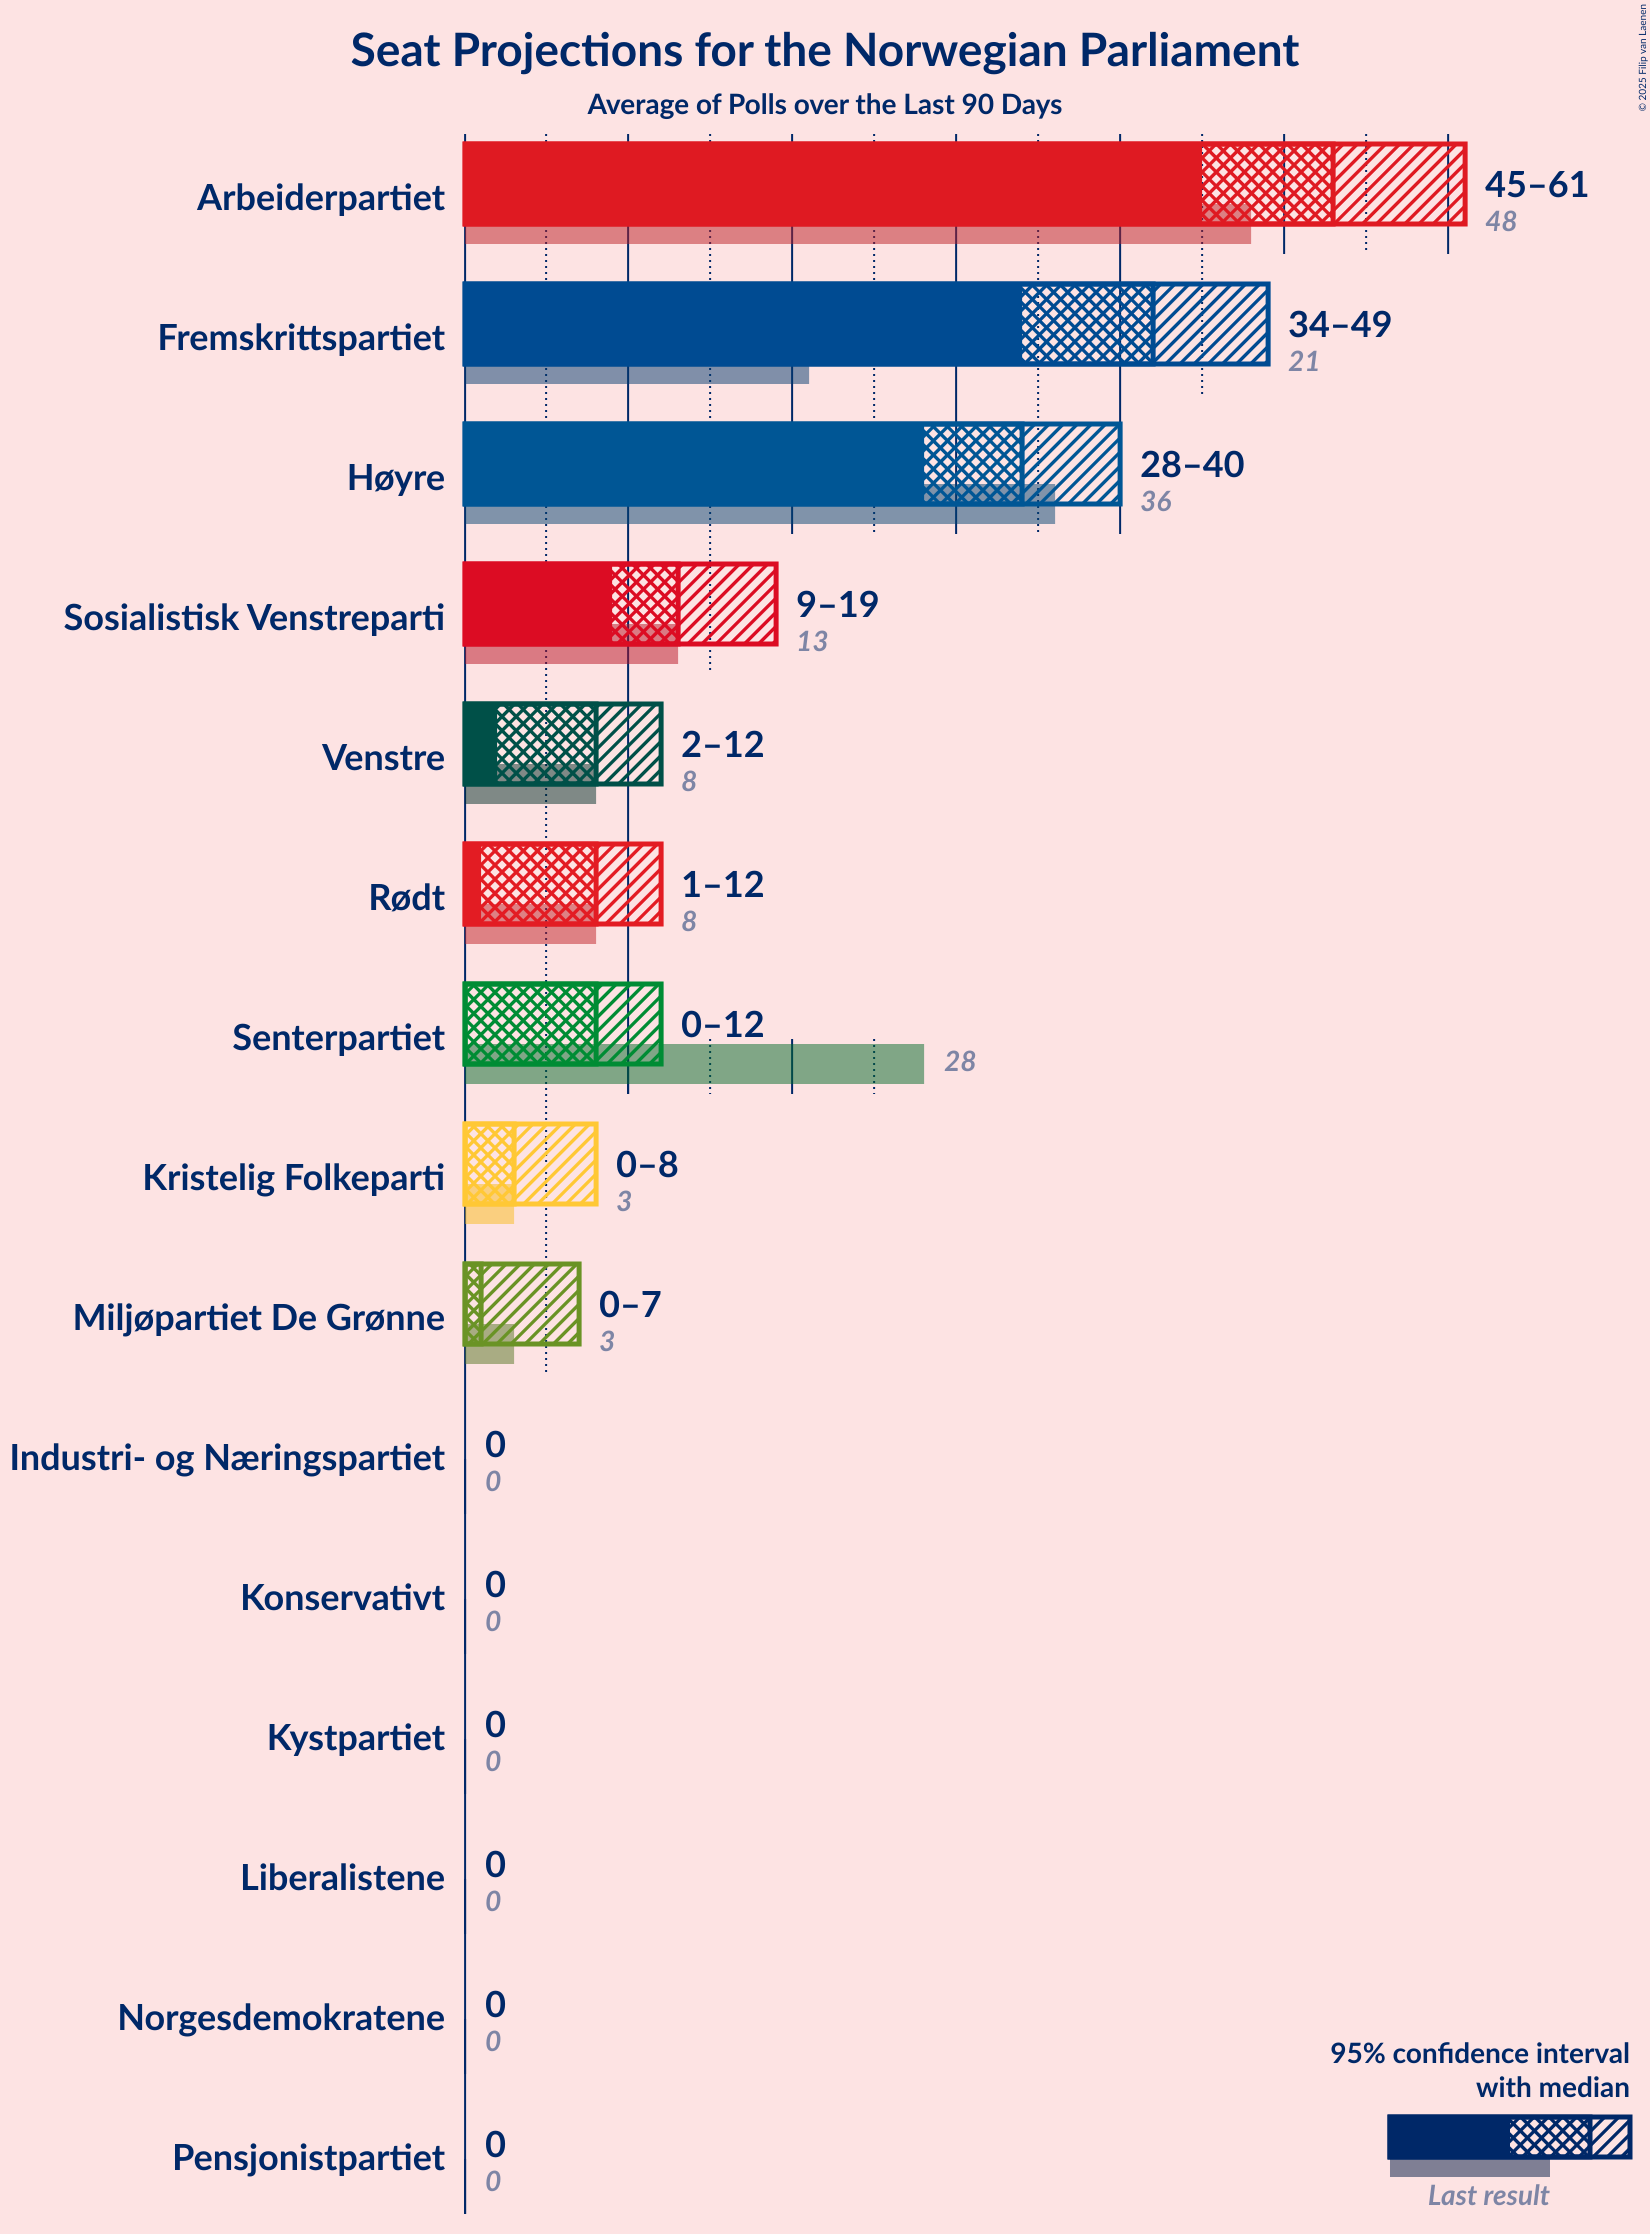 © 2025 Filip van Laenen
Seat Projections for the Norwegian Parliament
Average of Polls over the Last 90 Days
Arbeiderpartiet
45–61
48
Fremskrittspartiet
34–49
21
Høyre
28–40
36
Sosialistisk Venstreparti
9–19
13
Venstre
2–12
8
Rødt
1–12
8
Senterpartiet
0–12
28
Kristelig Folkeparti
0–8
3
Miljøpartiet De Grønne
0–7
3
Industri- og Næringspartiet
0
0
Konservativt
0
0
Kystpartiet
0
0
Liberalistene
0
0
Norgesdemokratene
0
0
Pensjonistpartiet
0
0
95% confidence interval
with median
Last result